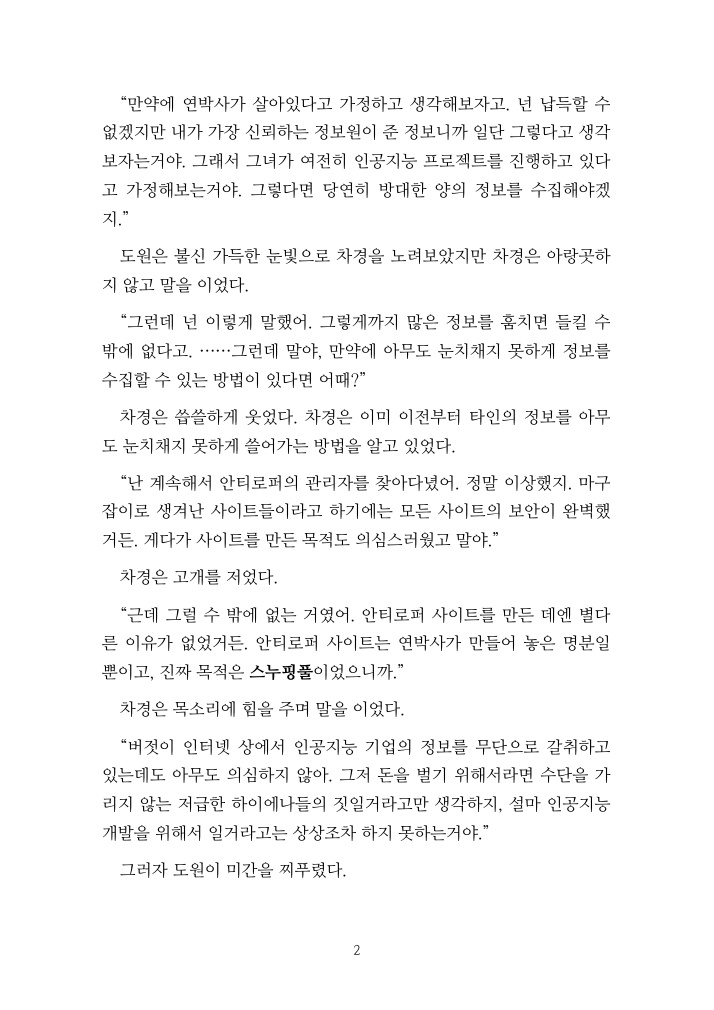 “만약에 연박사가 살아있다고 가정하고 생각해보자고. 넌 납득할 수
없겠지만 내가 가장 신뢰하는 정보원이 준 정보니까 일단 그렇다고 생각
보자는거야. 그래서 그녀가 여전히 인공지능 프로젝트를 진행하고 있다
고 가정해보는거야. 그렇다면 당연히 방대한 양의 정보를 수집해야겠
지.”
도원은 불신 가득한 눈빛으로 차경을 노려보았지만 차경은 아랑곳하
지 않고 말을 이었다.
“그런데 넌 이렇게 말했어. 그렇게까지 많은 정보를 훔치면 들킬 수
밖에 없다고. ……그런데 말야, 만약에 아무도 눈치채지 못하게 정보를
수집할 수 있는 방법이 있다면 어때?”
차경은 씁쓸하게 웃었다. 차경은 이미 이전부터 타인의 정보를 아무
도 눈치채지 못하게 쓸어가는 방법을 알고 있었다.
“난 계속해서 안티로퍼의 관리자를 찾아다녔어. 정말 이상했지. 마구
잡이로 생겨난 사이트들이라고 하기에는 모든 사이트의 보안이 완벽했
거든. 게다가 사이트를 만든 목적도 의심스러웠고 말야.”
차경은 고개를 저었다.
“근데 그럴 수 밖에 없는 거였어. 안티로퍼 사이트를 만든 데엔 별다
른 이유가 없었거든. 안티로퍼 사이트는 연박사가 만들어 놓은 명분일
뿐이고, 진짜 목적은 스누핑풀이었으니까.”
차경은 목소리에 힘을 주며 말을 이었다.
“버젓이 인터넷 상에서 인공지능 기업의 정보를 무단으로 갈취하고
있는데도 아무도 의심하지 않아. 그저 돈을 벌기 위해서라면 수단을 가
리지 않는 저급한 하이에나들의 짓일거라고만 생각하지, 설마 인공지능
개발을 위해서 일거라고는 상상조차 하지 못하는거야.”
그러자 도원이 미간을 찌푸렸다.
2